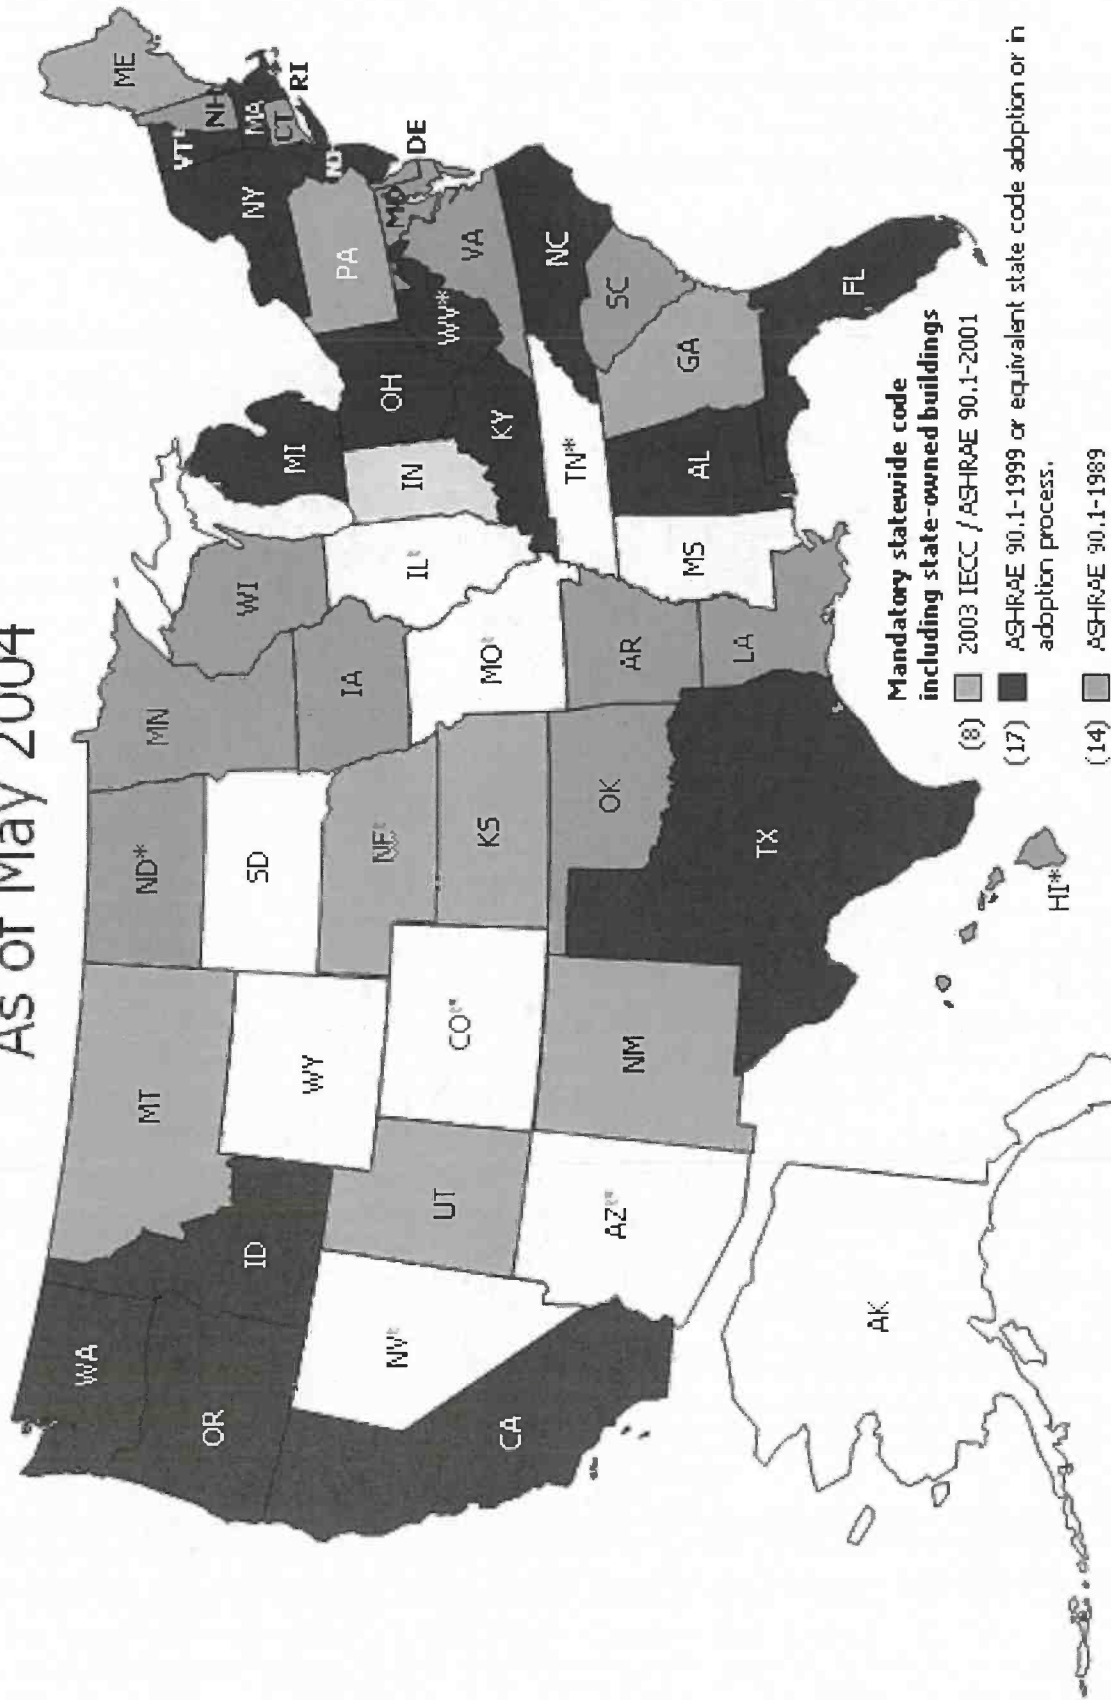 As of May 2004
WA
OR
CA
ID
NV
MT
WY
UT
AZ
CO
NM
ND*
SD
NE
KS
OK
TX
MN
IA
MO
AR
LA
WI
IL
MS
MI
IN
OH
KY
TN*
AL
GA
FL
SC
NC
VA
WV*
PA
NY
VT
NH
ME
MA
CT
RI
NJ
DE
MD
AK
HI*
Mandatory statewide code
including state-owned buildings
(8) 2003 IECC / ASHRAE 90.1-2001
(17) ASHRAE 90.1-1999 or equivalent state code adoption or in
adoption process.
(14) ASHRAE 90.1-1989